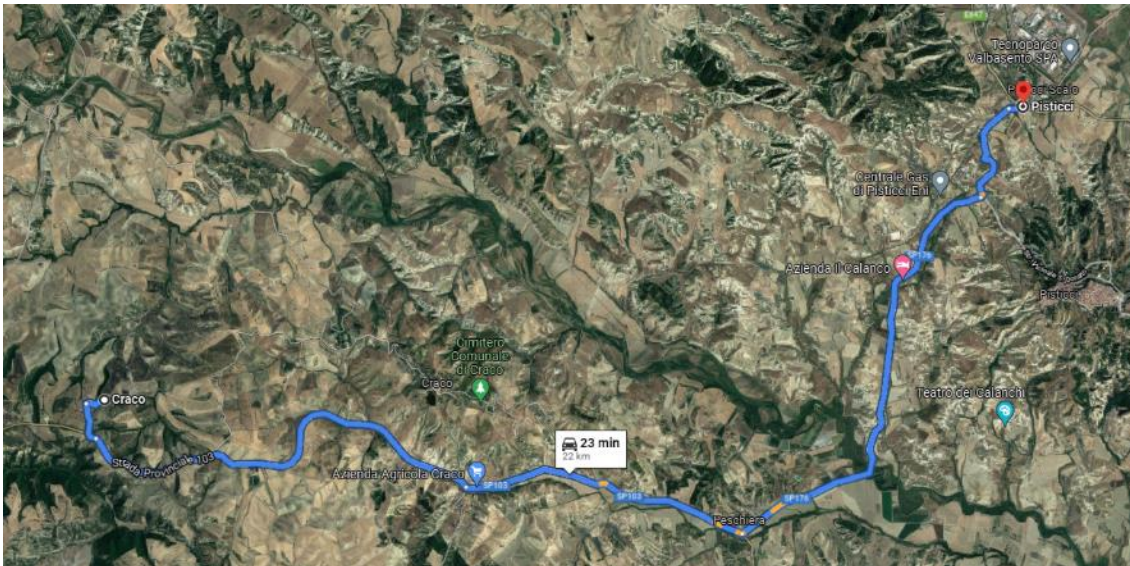 E847
Tecnoparco
Valbasento SPA
Pisticci
Centrale Gas
di Pisticci Eni
SP176
Azienda Il Calanco
Pisticci
Cimitero
Comunale
di Craco
Craco
Craco
Teatro dei Calanchi
Strada Provinciale 103
23 min
22 km
Azienda Agricola Craco
SP103
SP103
SP176
Peschiera